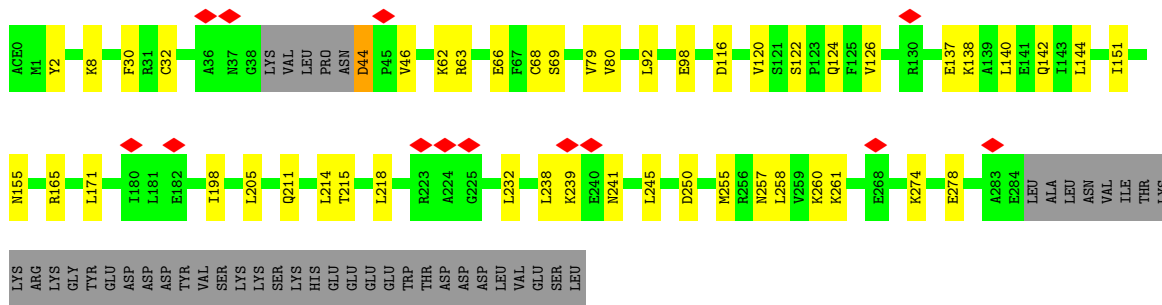 ACE0 M1 Y2 K8 F30 R31 C32 A36 N37 G38 LYS VAL LEU PRO ASN D44 P45 V46 K62 R63 E66 F67 C68 S69 V79 V80 L92 E98 D116 V120 S121 S122 P123 Q124 F125 V126 R130 E137 K138 A139 L140 E141 Q142 I143 L144 I151
N155 R165 L171 I180 L181 E182 I198 L205 Q211 L214 T215 L218 R223 A224 G225 L232 L238 K239 E240 N241 L245 D250 M255 R256 N257 L258 V259 K260 K261 E268 K274 E278 A283 E284 LEU ALA LEU ASN VAL ILE THR LYS
LYS ARG LYS GLY TYR GLU ASP ASP ASP TYR VAL SER LYS LYS SER LYS HIS GLU GLU GLU GLU TRP THR ASP ASP ASP LEU VAL GLU SER LEU